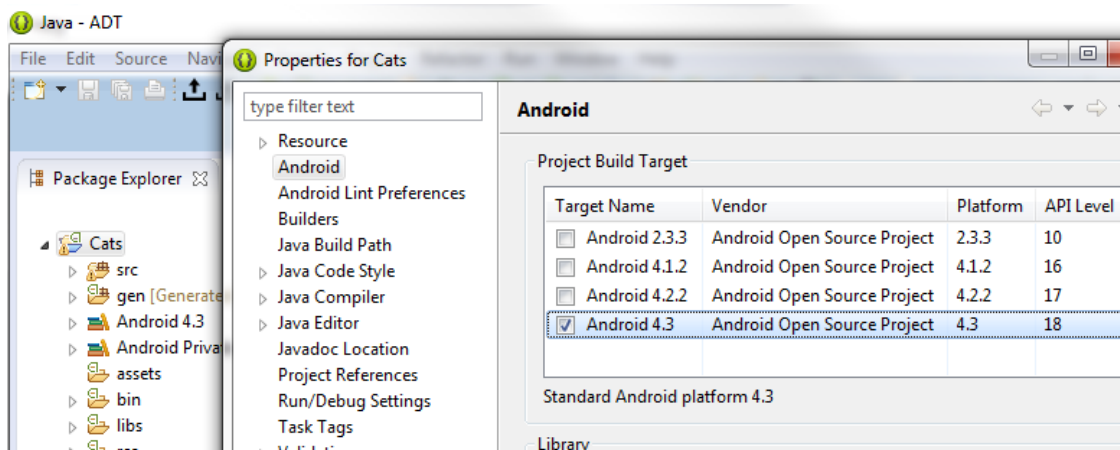 Java - ADT
File Edit Source Navi
Properties for Cats
type filter text
Resource
Android
Android Lint Preferences
Builders
Java Build Path
Java Code Style
Java Compiler
Java Editor
Javadoc Location
Project References
Run/Debug Settings
Task Tags
Package Explorer
Cats
src
gen [Generate
Android 4.3
Android Priva
assets
bin
libs
Android
Project Build Target
Target Name Vendor Platform API Level
Android 2.3.3 Android Open Source Project 2.3.3 10
Android 4.1.2 Android Open Source Project 4.1.2 16
Android 4.2.2 Android Open Source Project 4.2.2 17
Android 4.3 Android Open Source Project 4.3 18
Standard Android platform 4.3
Library